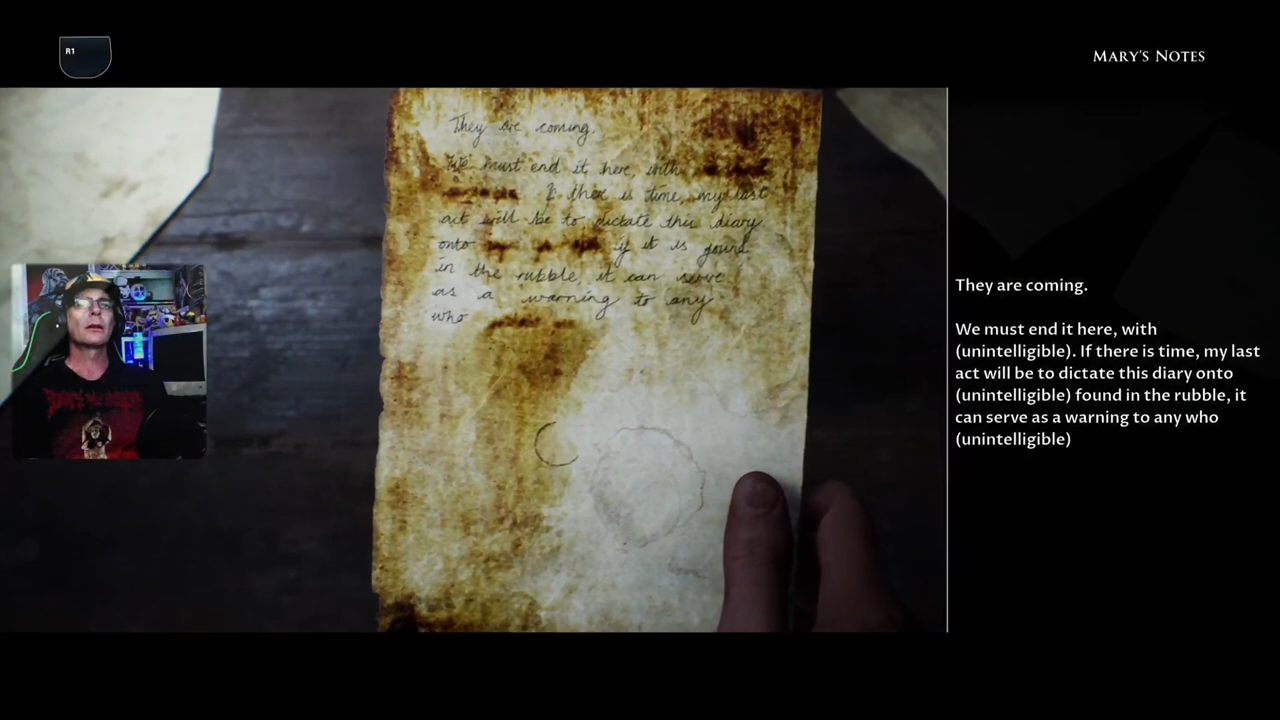 R1
MARY'S NOTES
They are coming.
We must end it here, with
If there is time, my last
act will be to dictate this diary
onto if it is found
in the rubble, it can serve
as a warning to any
who
They are coming.
We must end it here, with
(unintelligible). If there is time, my last
act will be to dictate this diary onto
(unintelligible) found in the rubble, it
can serve as a warning to any who
(unintelligible)